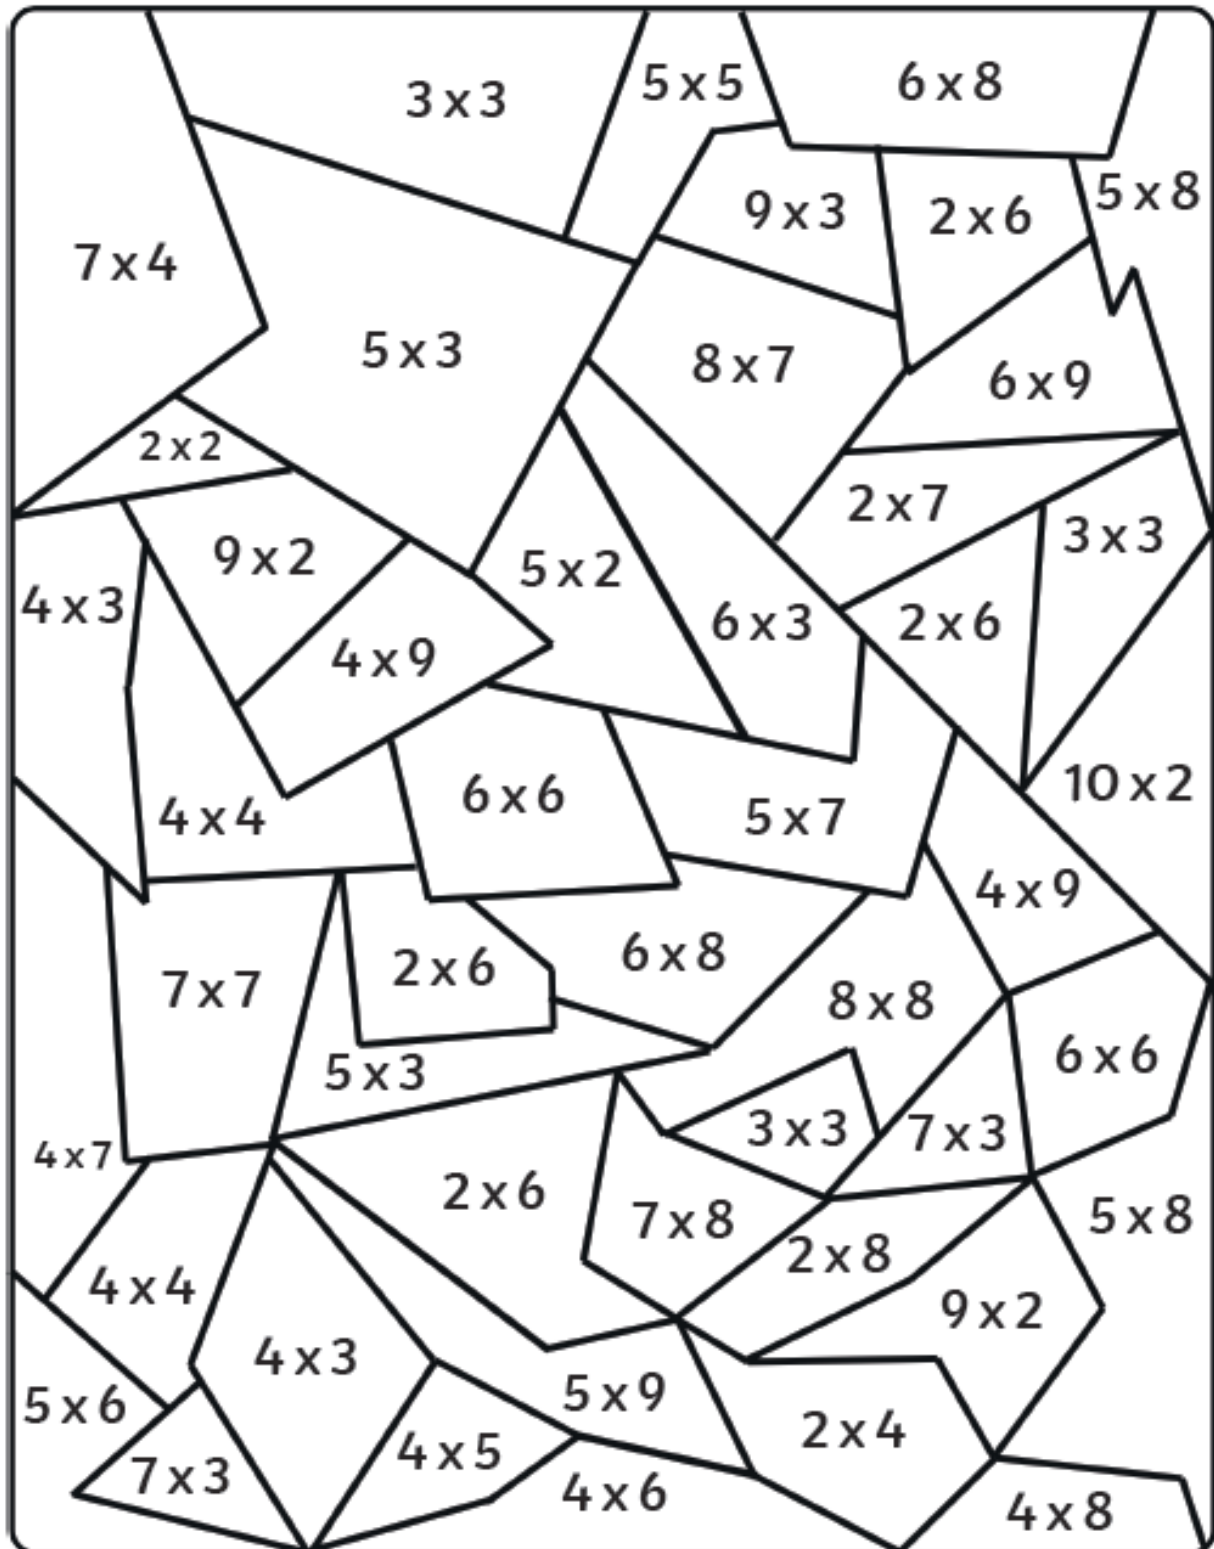 3 x 3
5 x 5
6 x 8
7 x 4
9 x 3
2 x 6
5 x 8
5 x 3
8 x 7
6 x 9
2 x 2
2 x 7
3 x 3
9 x 2
5 x 2
4 x 3
4 x 9
6 x 3
2 x 6
4 x 4
6 x 6
5 x 7
10 x 2
4 x 9
7 x 7
2 x 6
6 x 8
8 x 8
5 x 3
6 x 6
3 x 3
7 x 3
4 x 7
2 x 6
7 x 8
5 x 8
4 x 4
2 x 8
9 x 2
4 x 3
5 x 6
5 x 9
2 x 4
7 x 3
4 x 5
4 x 6
4 x 8